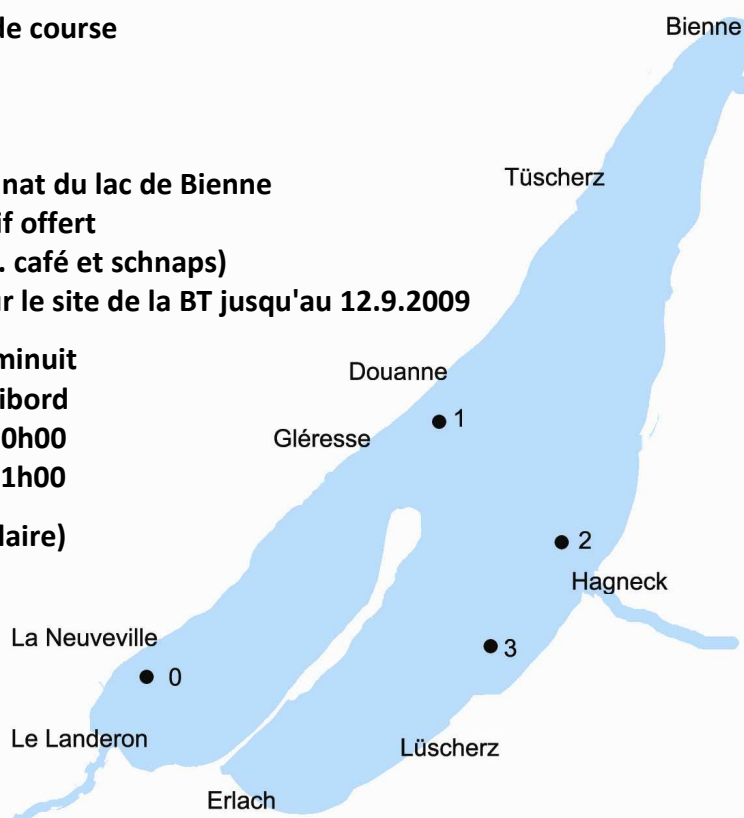 de course
Bienne
Tüscherz
nat du lac de Bienne
if offert
. café et schnaps)
ur le site de la BT jusqu'au 12.9.2009
minuit
Douanne
ibord
1
0h00
Gléresse
1h00
laire)
2
Hagneck
La Neuveville
3
0
Le Landeron
Lüscherz
Erlach